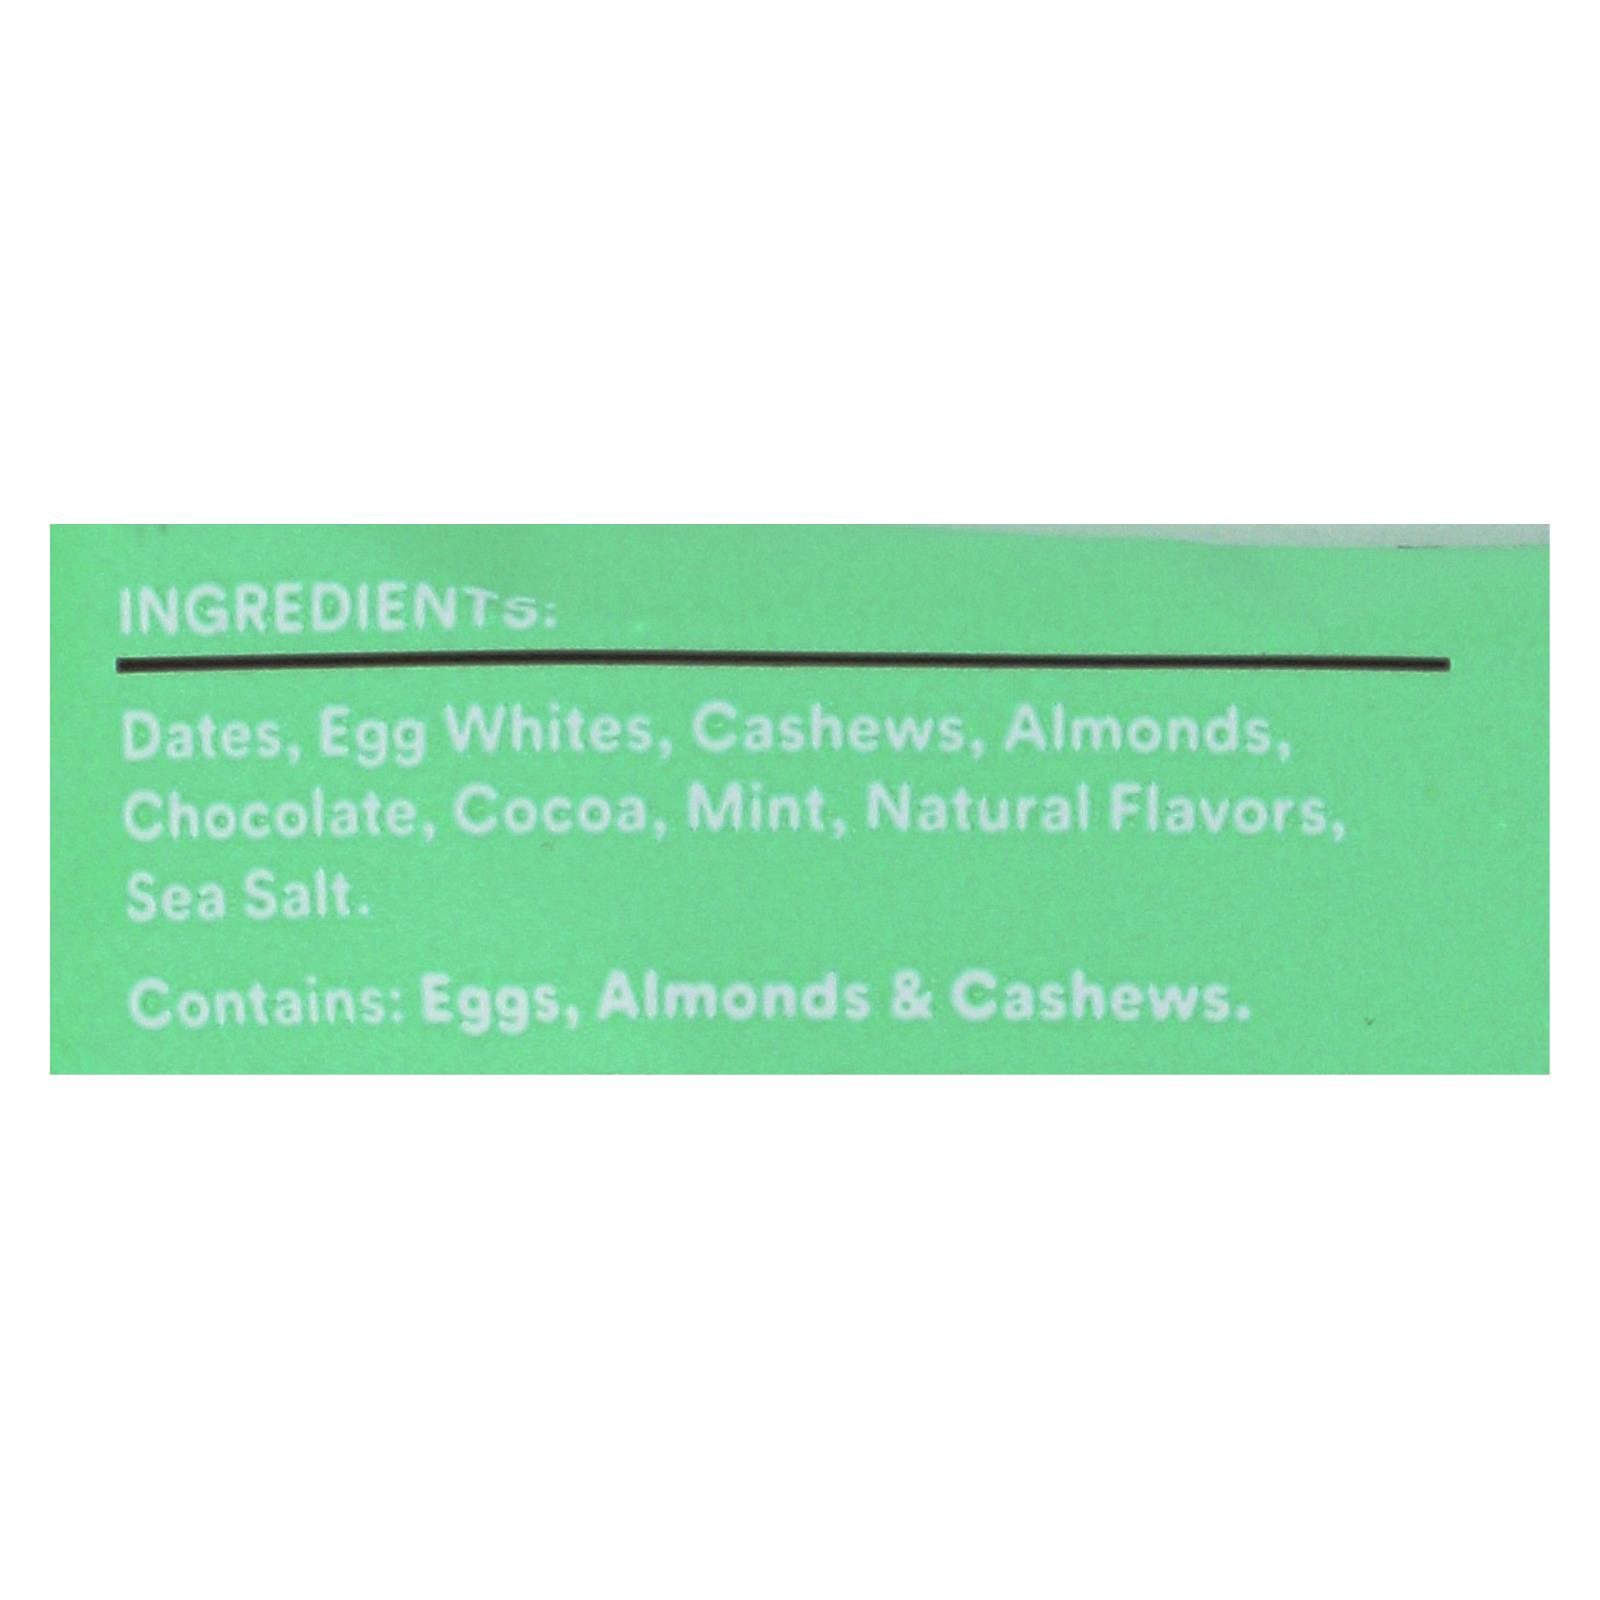 INGREDIENTs:
Dates, Egg Whites, Cashews, Almonds,
Chocolate, Cocoa, Mint, Natural Flavors,
Sea Salt.
Contains: Eggs, Almonds & Cashews.